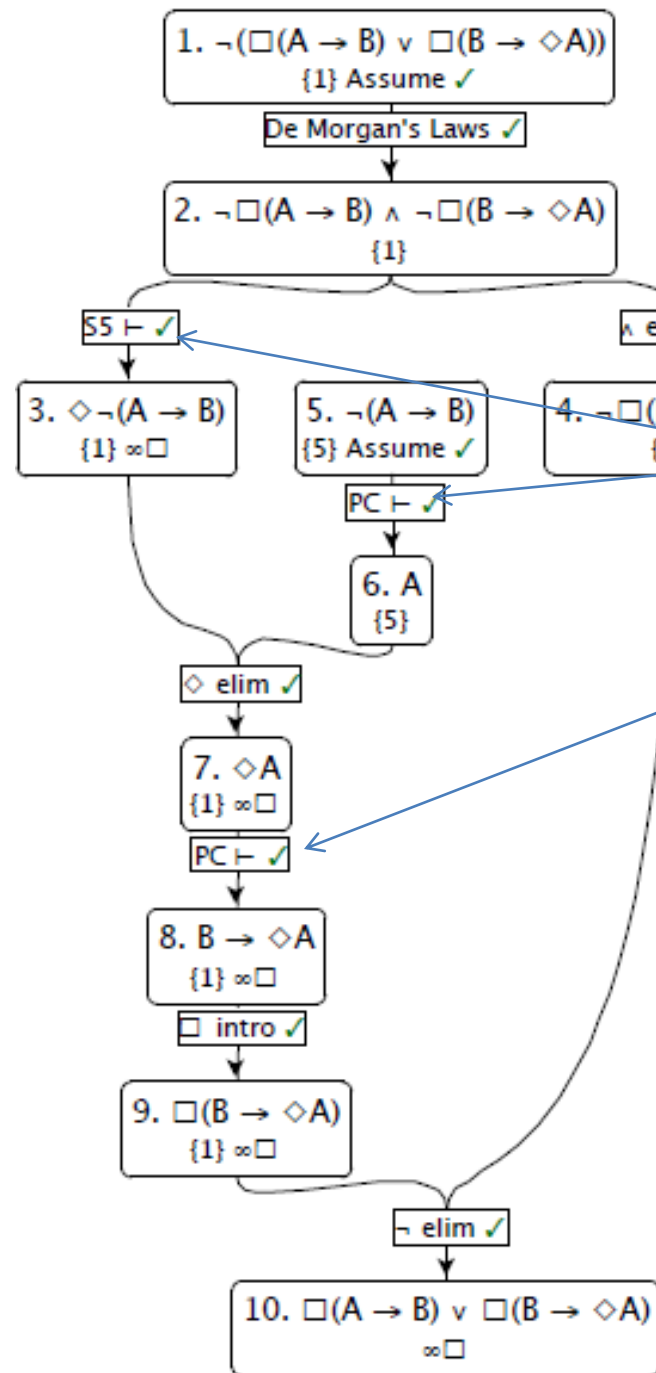 1. ¬(□(A → B) ∨ □(B → ◇A))
{1} Assume ✓
De Morgan's Laws ✓
2. ¬□(A → B) ∧ ¬□(B → ◇A)
{1}
S5 ⊢ ✓
∧ e
3. ◇¬(A → B)
{1} ∞□
5. ¬(A → B)
{5} Assume ✓
4. ¬□(
{
PC ⊢ ✓
6. A
{5}
◇ elim ✓
7. ◇A
{1} ∞□
PC ⊢ ✓
8. B → ◇A
{1} ∞□
□ intro ✓
9. □(B → ◇A)
{1} ∞□
¬ elim ✓
10. □(A → B) ∨ □(B → ◇A)
∞□